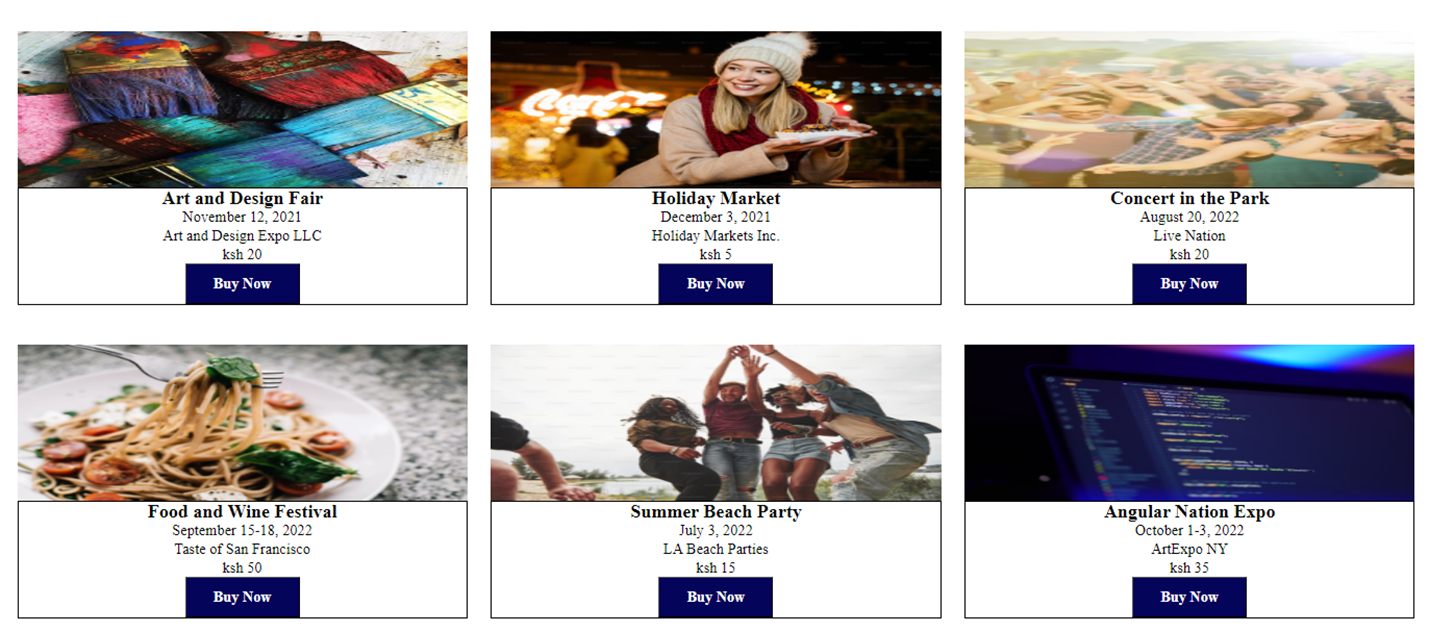 Art and Design Fair
November 12, 2021
Art and Design Expo LLC
ksh 20
Buy Now
Holiday Market
December 3, 2021
Holiday Markets Inc.
ksh 5
Buy Now
Concert in the Park
August 20, 2022
Live Nation
ksh 20
Buy Now
Food and Wine Festival
September 15-18, 2022
Taste of San Francisco
ksh 50
Buy Now
Summer Beach Party
July 3, 2022
LA Beach Parties
ksh 15
Buy Now
Angular Nation Expo
October 1-3, 2022
ArtExpo NY
ksh 35
Buy Now